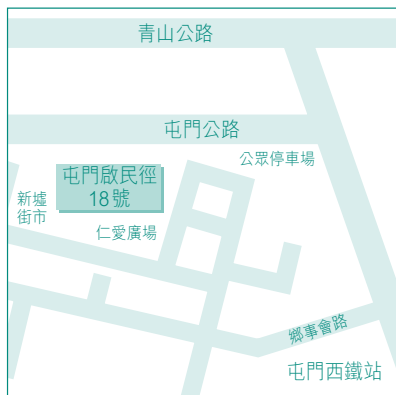 青山公路
屯門公路
公眾停車場
屯門啟民徑
18號
新墟
街市
仁愛廣場
鄉事會路
屯門西鐵站